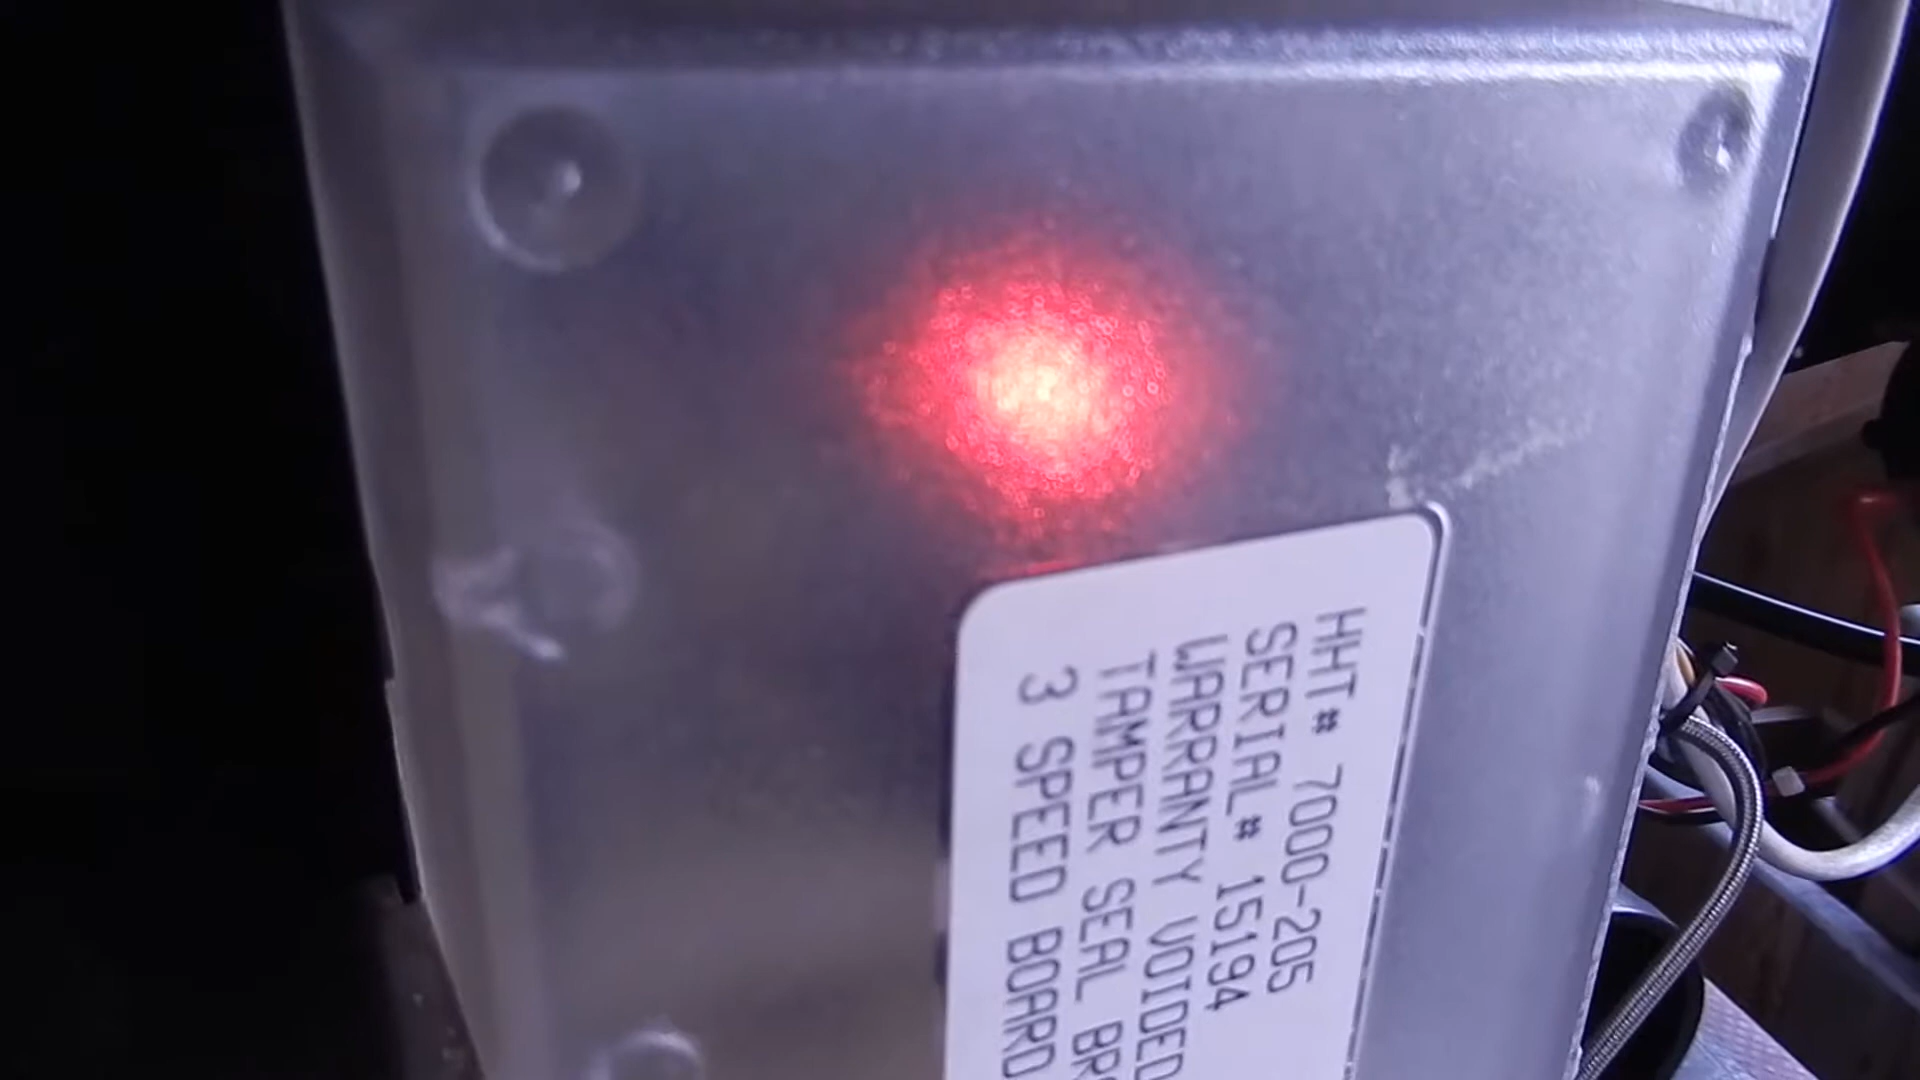 HHT# 7000-205
SERIAL# 15194
WARRANTY VOIDED
TAMPER SEAL
3 SPEED BOARD